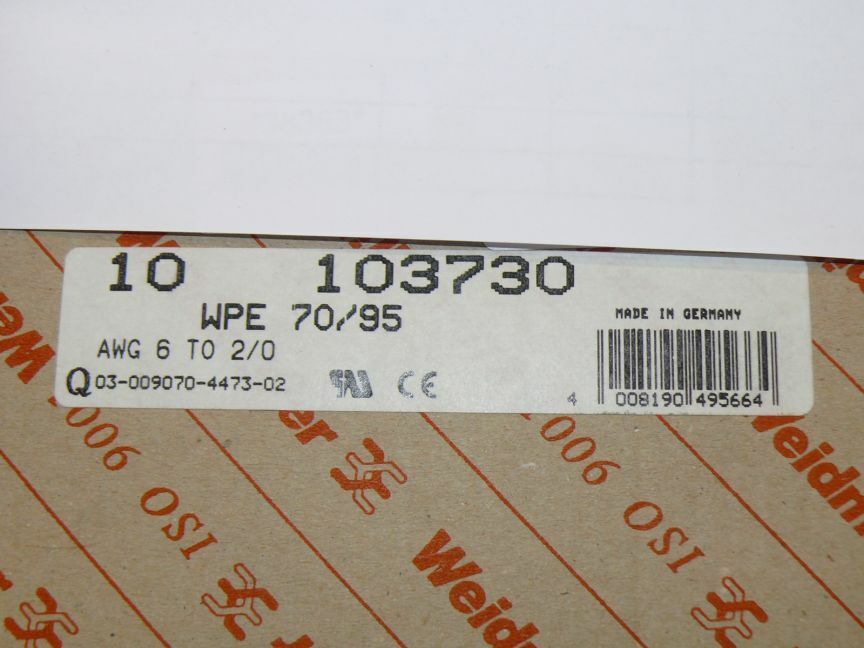 10 103730
WPE 70/95
MADE IN GERMANY
AWG 6 TO 2/0
Q 03-009070-4473-02
CE
4 008190 495664
ISO 9001
ISO 9001
Weidm
Weidm